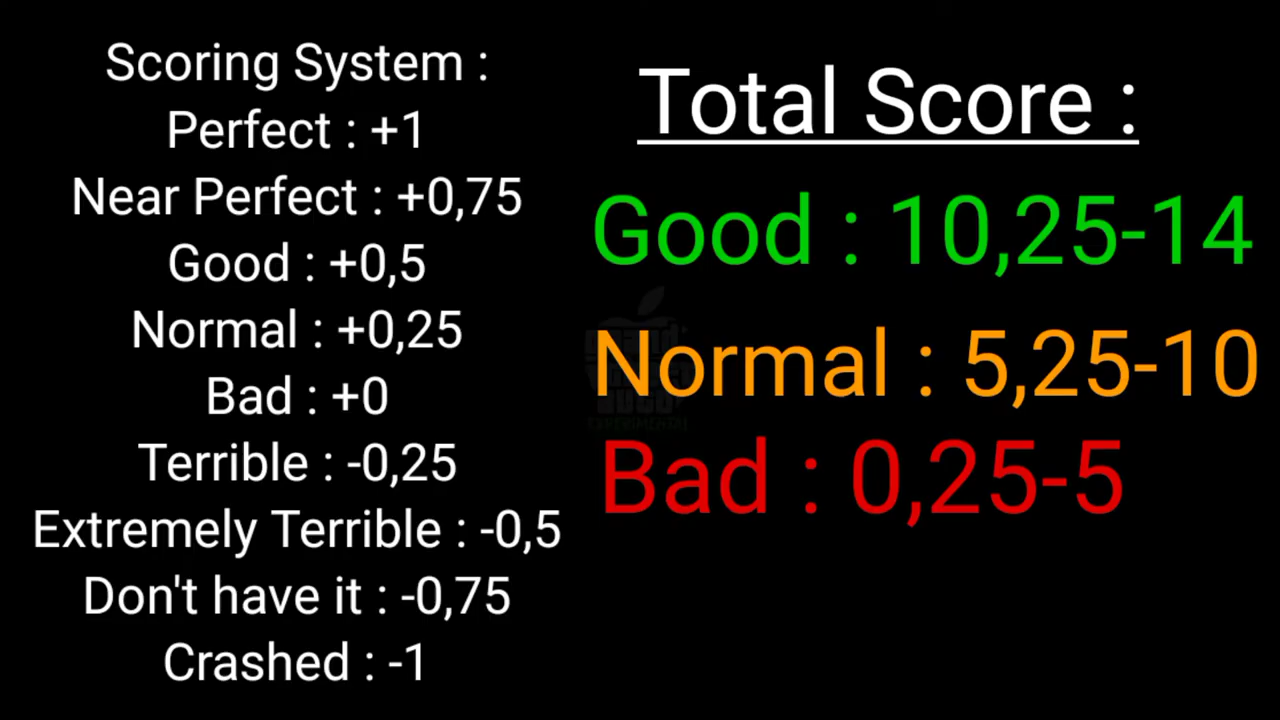 Scoring System :
Perfect : +1
Near Perfect : +0,75
Good : +0,5
Normal : +0,25
Bad : +0
Terrible : -0,25
Extremely Terrible : -0,5
Don't have it : -0,75
Crashed : -1
Total Score :
Good : 10,25-14
Normal : 5,25-10
Bad : 0,25-5
EXPERIMENTAL